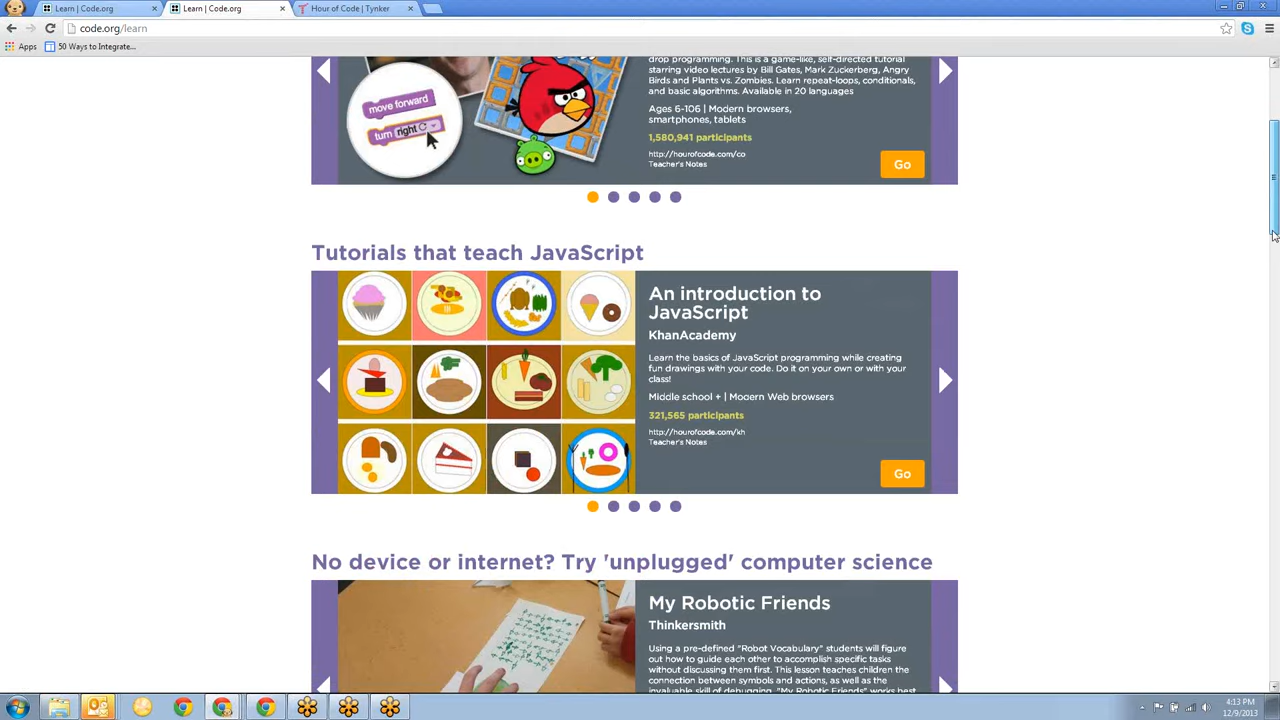 Learn | Code.org
Learn | Code.org
Hour of Code | Tynker
code.org/learn
Apps
50 Ways to Integrate...
move forward
turn right
drop programming. This is a game-like, self-directed tutorial
starring video lectures by Bill Gates, Mark Zuckerberg, Angry
Birds and Plants vs. Zombies. Learn repeat-loops, conditionals,
and basic algorithms. Available in 20 languages
Ages 6-106 | Modern browsers,
smartphones, tablets
1,580,941 participants
http://hourofcode.com/co
Teacher's Notes
Go
Tutorials that teach JavaScript
An introduction to
JavaScript
KhanAcademy
Learn the basics of JavaScript programming while creating
fun drawings with your code. Do it on your own or with your
class!
Middle school + | Modern Web browsers
321,565 participants
http://hourofcode.com/kh
Teacher's Notes
Go
No device or internet? Try 'unplugged' computer science
My Robotic Friends
Thinkersmith
Using a pre-defined "Robot Vocabulary" students will figure
out how to guide each other to accomplish specific tasks
without discussing them first. This lesson teaches children the
connection between symbols and actions, as well as the
invaluable skill of debugging. "My Robotic Friends" works best
4:13 PM
12/9/2013